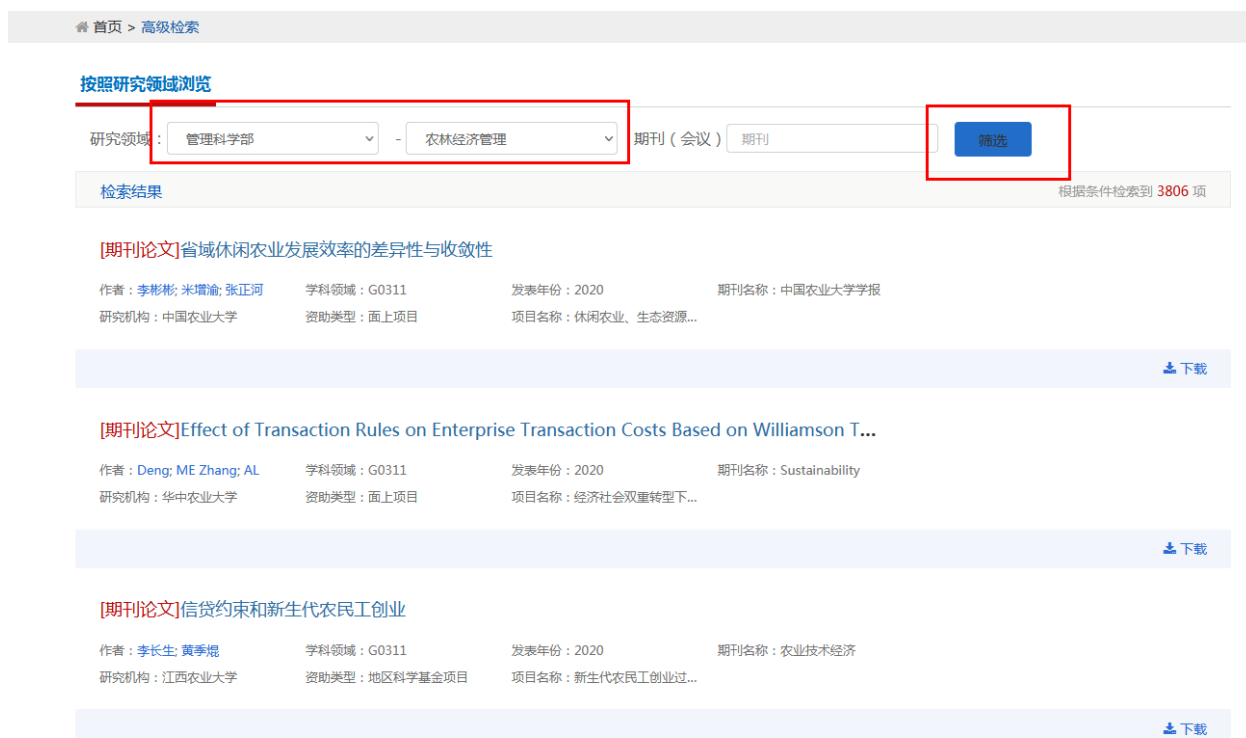 首页 > 高级检索
按照研究领域浏览
研究领域： 管理科学部 - 农林经济管理 期刊（会议） 期刊 筛选
检索结果 根据条件检索到 3806 项
[期刊论文]省域休闲农业发展效率的差异性与收敛性
作者：李彬彬; 米增渝; 张正河 学科领域：G0311 发表年份：2020 期刊名称：中国农业大学学报
研究机构：中国农业大学 资助类型：面上项目 项目名称：休闲农业、生态资源...
下载
[期刊论文]Effect of Transaction Rules on Enterprise Transaction Costs Based on Williamson T...
作者：Deng; ME Zhang; AL 学科领域：G0311 发表年份：2020 期刊名称：Sustainability
研究机构：华中农业大学 资助类型：面上项目 项目名称：经济社会双重转型下...
下载
[期刊论文]信贷约束和新生代农民工创业
作者：李长生; 黄季焜 学科领域：G0311 发表年份：2020 期刊名称：农业技术经济
研究机构：江西农业大学 资助类型：地区科学基金项目 项目名称：新生代农民工创业过...
下载